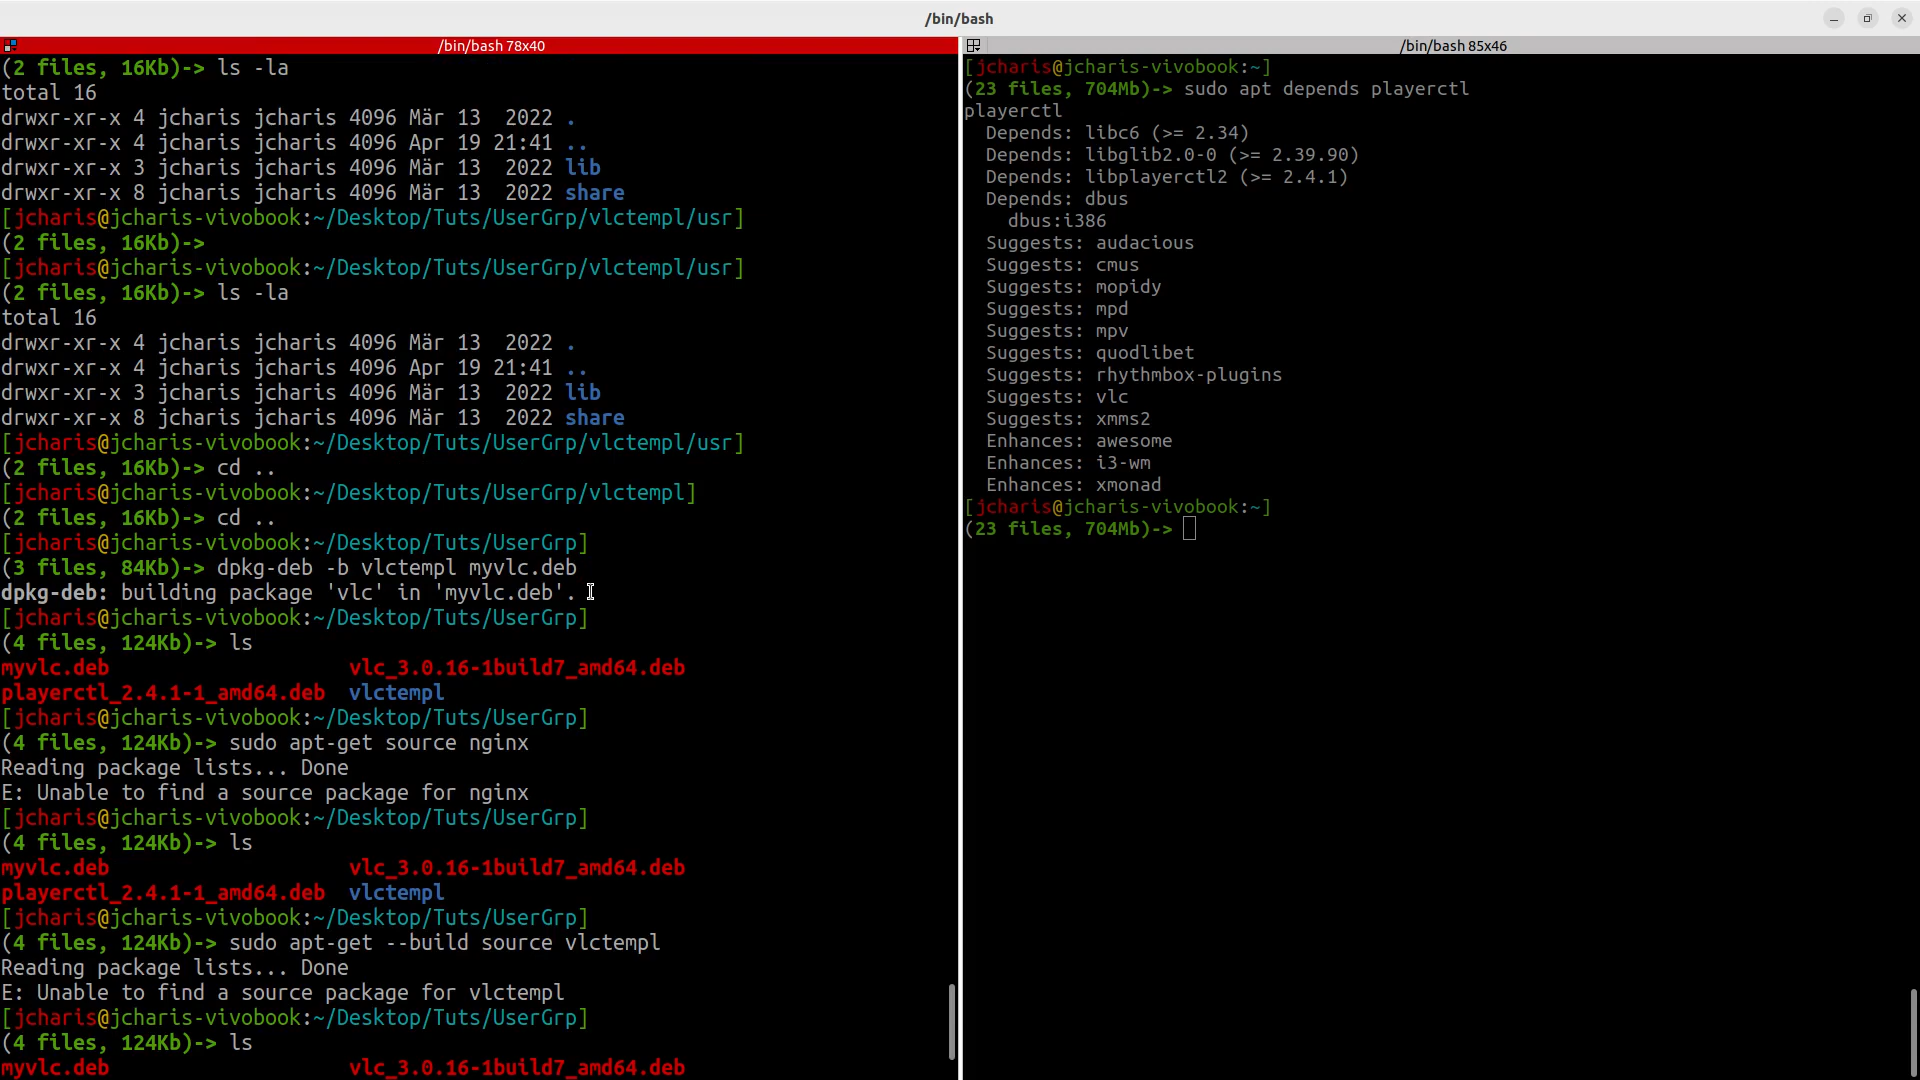 /bin/bash
/bin/bash 78x40
(2 files, 16Kb)-> ls -la
total 16
drwxr-xr-x 4 jcharis jcharis 4096 Mär 13  2022 .
drwxr-xr-x 4 jcharis jcharis 4096 Apr 19 21:41 ..
drwxr-xr-x 3 jcharis jcharis 4096 Mär 13  2022 lib
drwxr-xr-x 8 jcharis jcharis 4096 Mär 13  2022 share
[jcharis@jcharis-vivobook:~/Desktop/Tuts/UserGrp/vlctempl/usr]
(2 files, 16Kb)->
[jcharis@jcharis-vivobook:~/Desktop/Tuts/UserGrp/vlctempl/usr]
(2 files, 16Kb)-> ls -la
total 16
drwxr-xr-x 4 jcharis jcharis 4096 Mär 13  2022 .
drwxr-xr-x 4 jcharis jcharis 4096 Apr 19 21:41 ..
drwxr-xr-x 3 jcharis jcharis 4096 Mär 13  2022 lib
drwxr-xr-x 8 jcharis jcharis 4096 Mär 13  2022 share
[jcharis@jcharis-vivobook:~/Desktop/Tuts/UserGrp/vlctempl/usr]
(2 files, 16Kb)-> cd ..
[jcharis@jcharis-vivobook:~/Desktop/Tuts/UserGrp/vlctempl]
(2 files, 16Kb)-> cd ..
[jcharis@jcharis-vivobook:~/Desktop/Tuts/UserGrp]
(3 files, 84Kb)-> dpkg-deb -b vlctempl myvlc.deb
dpkg-deb: building package 'vlc' in 'myvlc.deb'.
[jcharis@jcharis-vivobook:~/Desktop/Tuts/UserGrp]
(4 files, 124Kb)-> ls
myvlc.deb                    vlc_3.0.16-1build7_amd64.deb
playerctl_2.4.1-1_amd64.deb  vlctempl
[jcharis@jcharis-vivobook:~/Desktop/Tuts/UserGrp]
(4 files, 124Kb)-> sudo apt-get source nginx
Reading package lists... Done
E: Unable to find a source package for nginx
[jcharis@jcharis-vivobook:~/Desktop/Tuts/UserGrp]
(4 files, 124Kb)-> ls
myvlc.deb                    vlc_3.0.16-1build7_amd64.deb
playerctl_2.4.1-1_amd64.deb  vlctempl
[jcharis@jcharis-vivobook:~/Desktop/Tuts/UserGrp]
(4 files, 124Kb)-> sudo apt-get --build source vlctempl
Reading package lists... Done
E: Unable to find a source package for vlctempl
[jcharis@jcharis-vivobook:~/Desktop/Tuts/UserGrp]
(4 files, 124Kb)-> ls
myvlc.deb                    vlc_3.0.16-1build7_amd64.deb
/bin/bash 85x46
[jcharis@jcharis-vivobook:~]
(23 files, 704Mb)-> sudo apt depends playerctl
playerctl
  Depends: libc6 (>= 2.34)
  Depends: libglib2.0-0 (>= 2.39.90)
  Depends: libplayerctl2 (>= 2.4.1)
  Depends: dbus
    dbus:i386
  Suggests: audacious
  Suggests: cmus
  Suggests: mopidy
  Suggests: mpd
  Suggests: mpv
  Suggests: quodlibet
  Suggests: rhythmbox-plugins
  Suggests: vlc
  Suggests: xmms2
  Enhances: awesome
  Enhances: i3-wm
  Enhances: xmonad
[jcharis@jcharis-vivobook:~]
(23 files, 704Mb)->